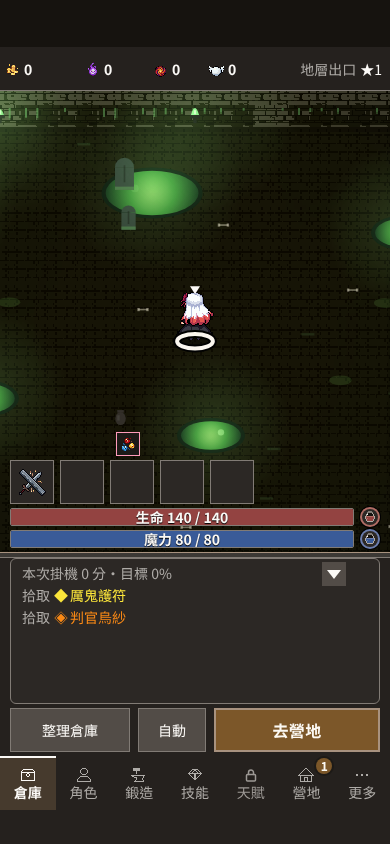 0 0 0 0 地層出口 ★1
生命 140 / 140
魔力 80 / 80
本次掛機 0 分・目標 0%
拾取 ◆厲鬼護符
拾取 ◈判官烏紗
整理倉庫 自動 去營地
1
倉庫 角色 鍛造 技能 天賦 營地 更多